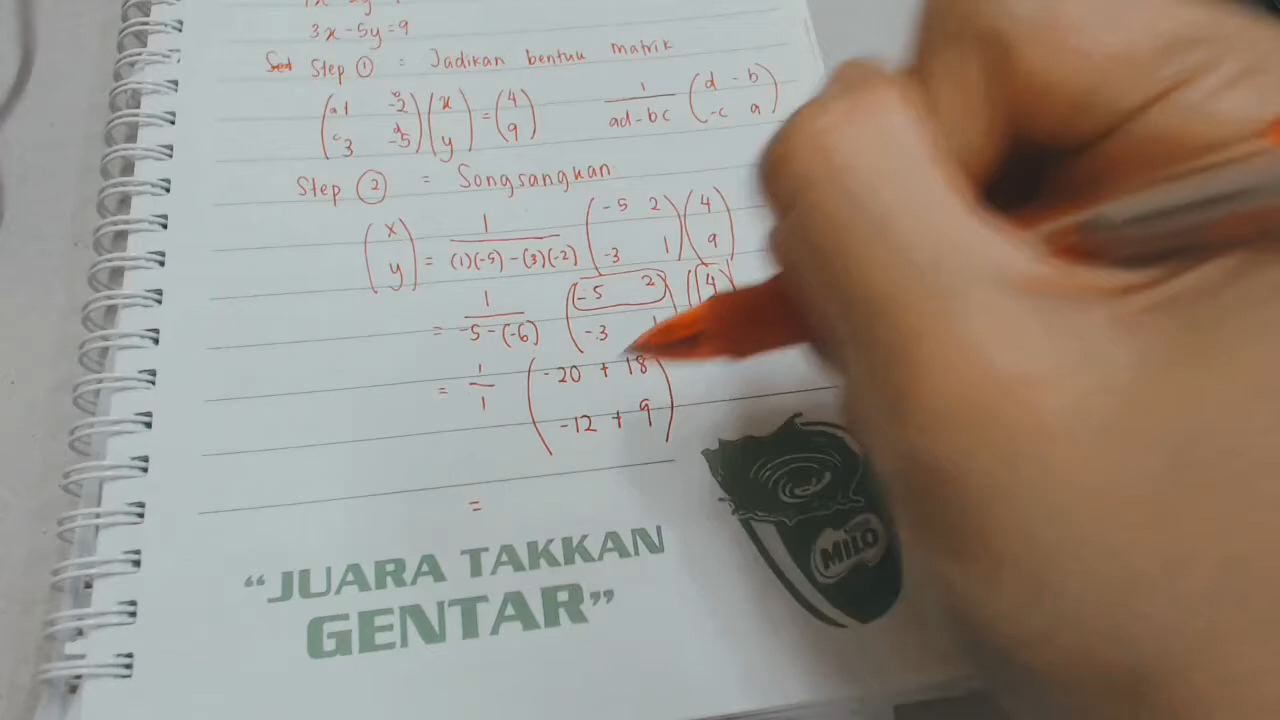 3x - 5y = 9
Step ① = Jadikan bentuk matrik
(a1 b-2 c3 d-5) (x y) = (4 9) 1/ad-bc (d -b -c a)
Step ② = Songsangkan
(x y) = 1/(1)(-5) - (3)(-2) (-5 2 -3 1) (4 9)
= 1/-5 - (-6) (-5 2 -3 1) (4
= 1/1 (-20 + 18 -12 + 9)
=
"JUARA TAKKAN
GENTAR"
MILO